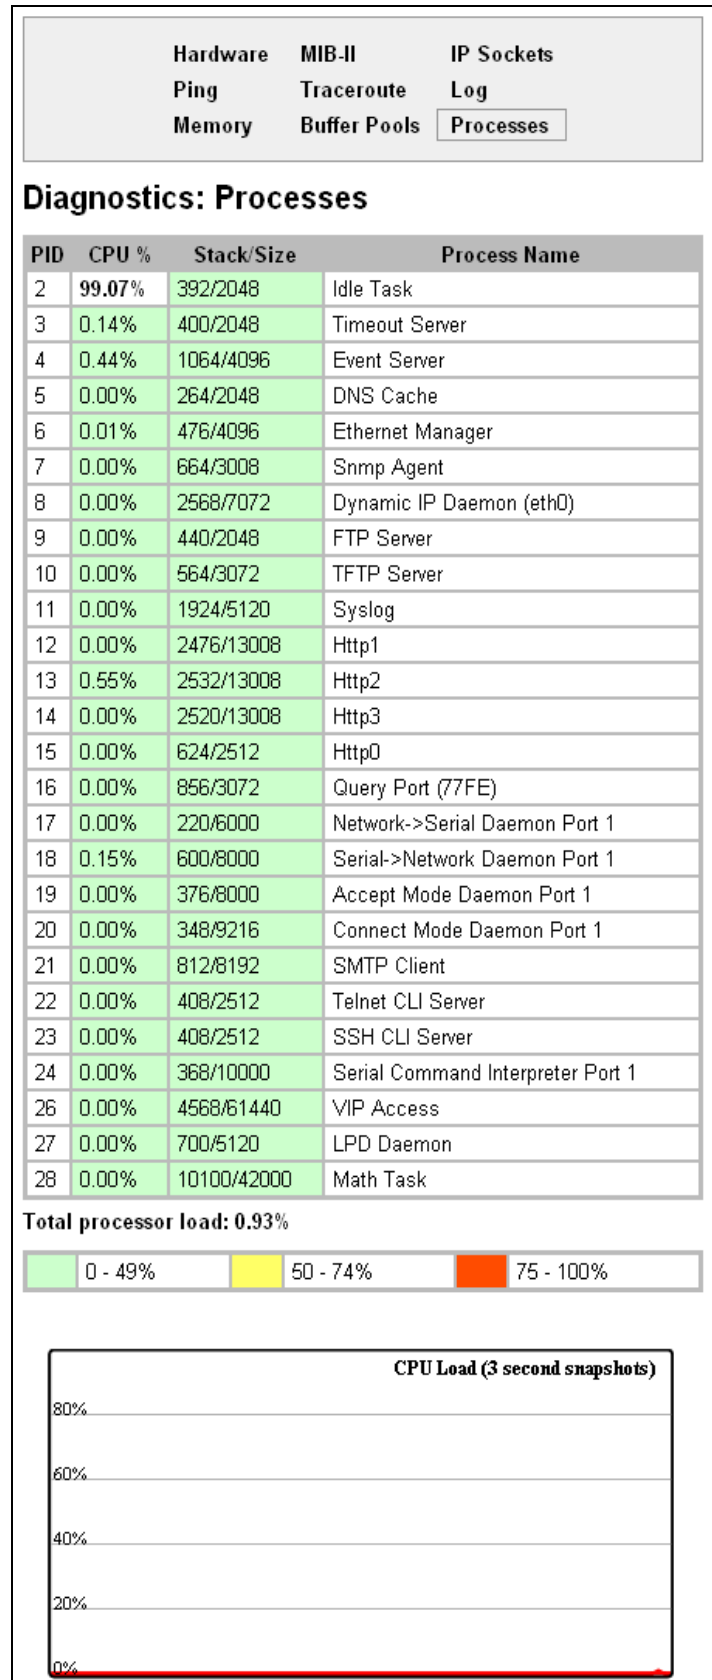 Hardware MIB-II IP Sockets
Ping Traceroute Log
Memory Buffer Pools Processes
Diagnostics: Processes
PID CPU % Stack/Size Process Name
2 99.07% 392/2048 Idle Task
3 0.14% 400/2048 Timeout Server
4 0.44% 1064/4096 Event Server
5 0.00% 264/2048 DNS Cache
6 0.01% 476/4096 Ethernet Manager
7 0.00% 664/3008 Snmp Agent
8 0.00% 2568/7072 Dynamic IP Daemon (eth0)
9 0.00% 440/2048 FTP Server
10 0.00% 564/3072 TFTP Server
11 0.00% 1924/5120 Syslog
12 0.00% 2476/13008 Http1
13 0.55% 2532/13008 Http2
14 0.00% 2520/13008 Http3
15 0.00% 624/2512 Http0
16 0.00% 856/3072 Query Port (77FE)
17 0.00% 220/6000 Network->Serial Daemon Port 1
18 0.15% 600/8000 Serial->Network Daemon Port 1
19 0.00% 376/8000 Accept Mode Daemon Port 1
20 0.00% 348/9216 Connect Mode Daemon Port 1
21 0.00% 812/8192 SMTP Client
22 0.00% 408/2512 Telnet CLI Server
23 0.00% 408/2512 SSH CLI Server
24 0.00% 368/10000 Serial Command Interpreter Port 1
26 0.00% 4568/61440 VIP Access
27 0.00% 700/5120 LPD Daemon
28 0.00% 10100/42000 Math Task
Total processor load: 0.93%
0 - 49% 50 - 74% 75 - 100%
CPU Load (3 second snapshots)
80%
60%
40%
20%
0%